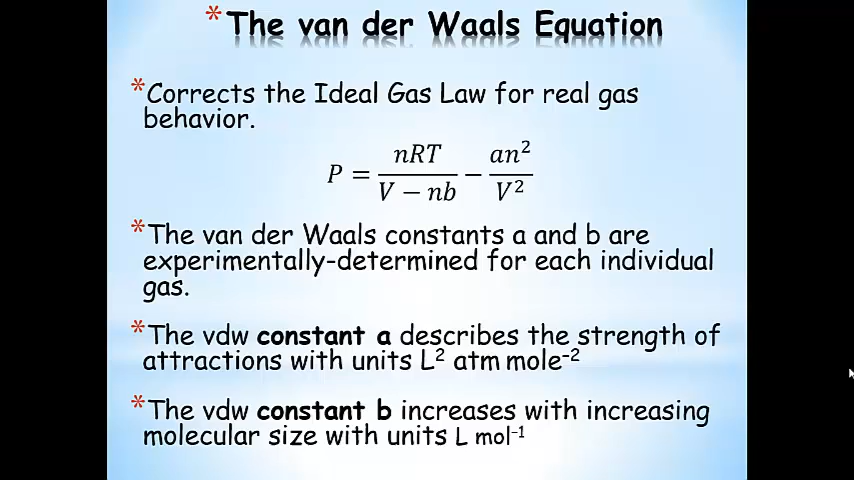 *The van der Waals Equation
*Corrects the Ideal Gas Law for real gas
behavior.
P = nRT/(V − nb) − an²/V²
*The van der Waals constants a and b are
experimentally-determined for each individual
gas.
*The vdw constant a describes the strength of
attractions with units L² atm mole⁻²
*The vdw constant b increases with increasing
molecular size with units L mol⁻¹